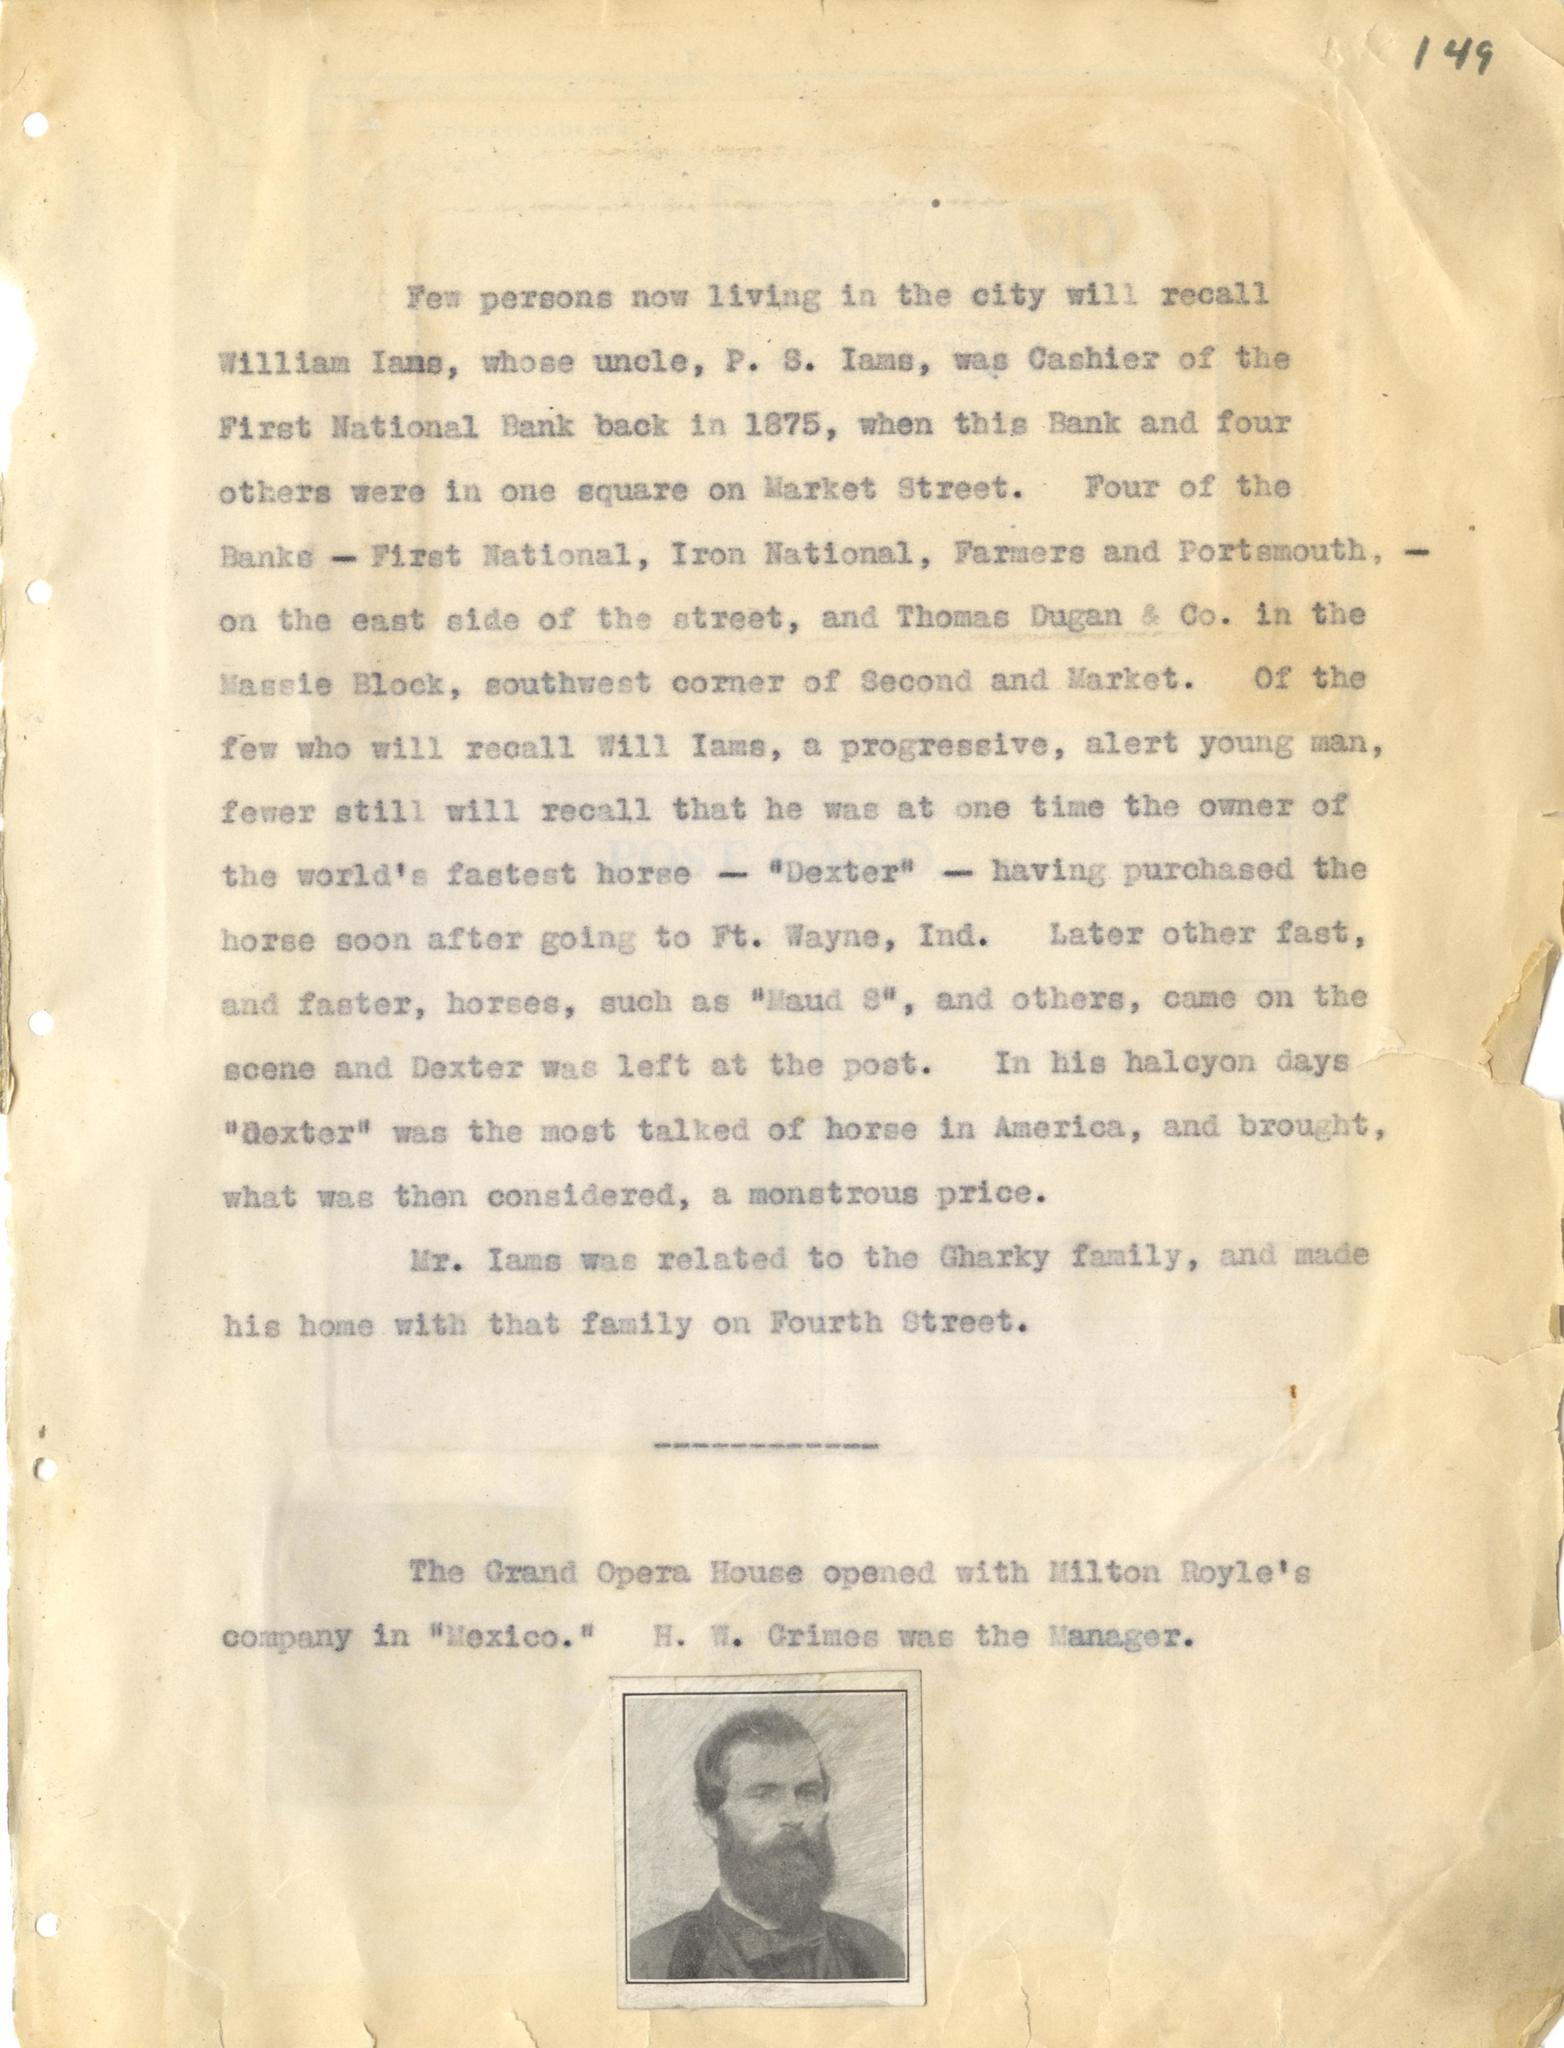 149
Few persons now living in the city will recall
William Iams, whose uncle, P. S. Iams, was Cashier of the
First National Bank back in 1875, when this Bank and four
others were in one square on Market Street. Four of the
Banks — First National, Iron National, Farmers and Portsmouth, —
on the east side of the street, and Thomas Dugan & Co. in the
Massie Block, southwest corner of Second and Market. Of the
few who will recall Will Iams, a progressive, alert young man,
fewer still will recall that he was at one time the owner of
the world's fastest horse — "Dexter" — having purchased the
horse soon after going to Ft. Wayne, Ind. Later other fast,
and faster, horses, such as "Maud S", and others, came on the
scene and Dexter was left at the post. In his halcyon days
"Dexter" was the most talked of horse in America, and brought,
what was then considered, a monstrous price.
Mr. Iams was related to the Gharky family, and made
his home with that family on Fourth Street.
------------
The Grand Opera House opened with Milton Royle's
company in "Mexico." H. W. Grimes was the Manager.